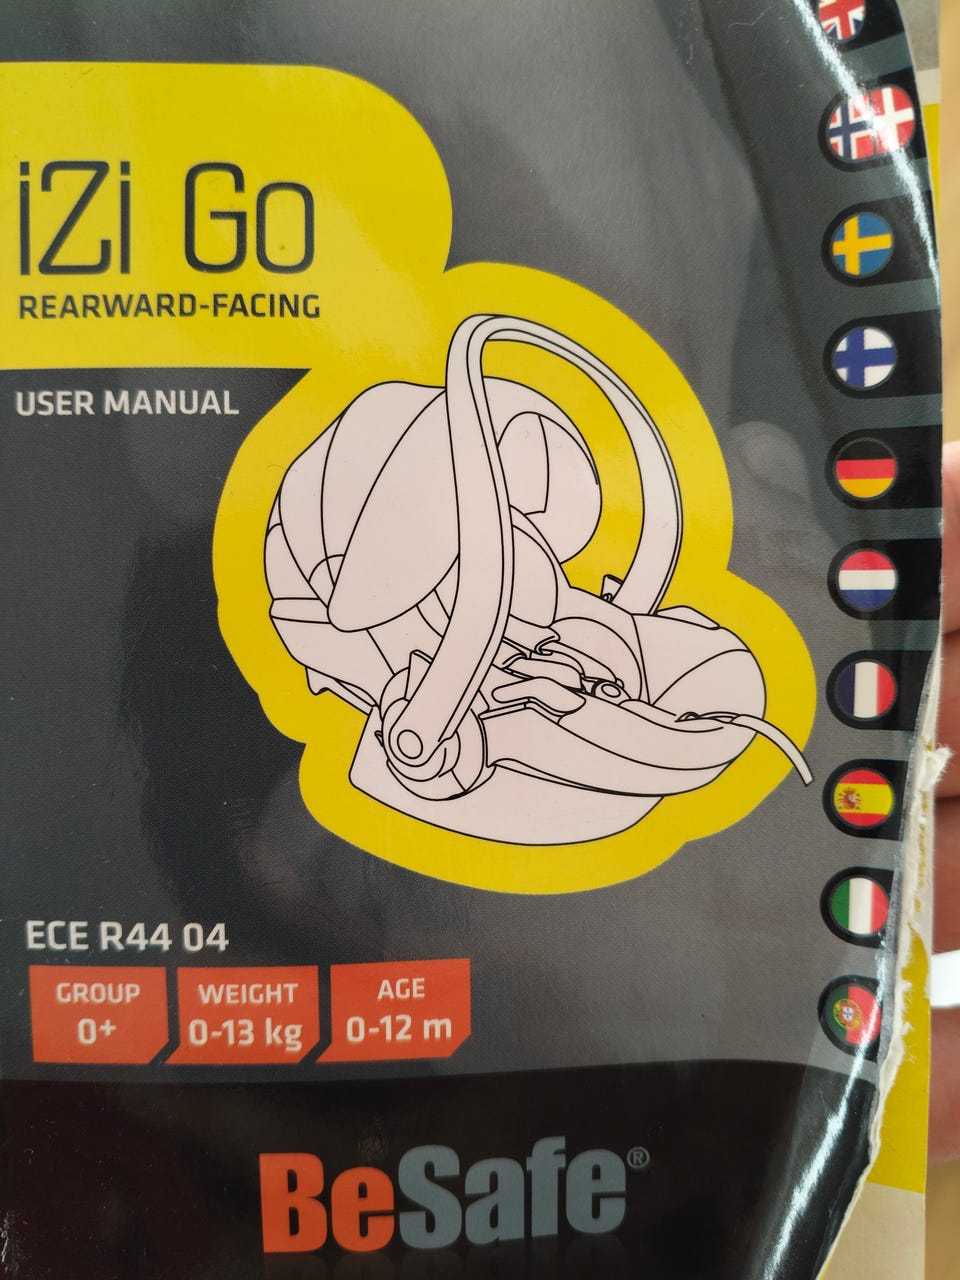 iZi Go
REARWARD-FACING
USER MANUAL
ECE R44 04
GROUP
0+
WEIGHT
0-13 kg
AGE
0-12 m
BeSafe®